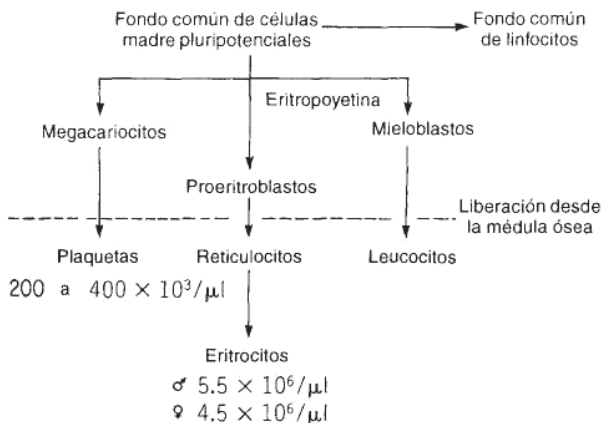 Fondo común de células
madre pluripotenciales
Fondo común
de linfocitos
Eritropoyetina
Megacariocitos
Mieloblastos
Proeritroblastos
Liberación desde
la médula ósea
Plaquetas
Reticulocitos
Leucocitos
200 a 400 × 10³/μl
Eritrocitos
♂ 5.5 × 10⁶/μl
♀ 4.5 × 10⁶/μl